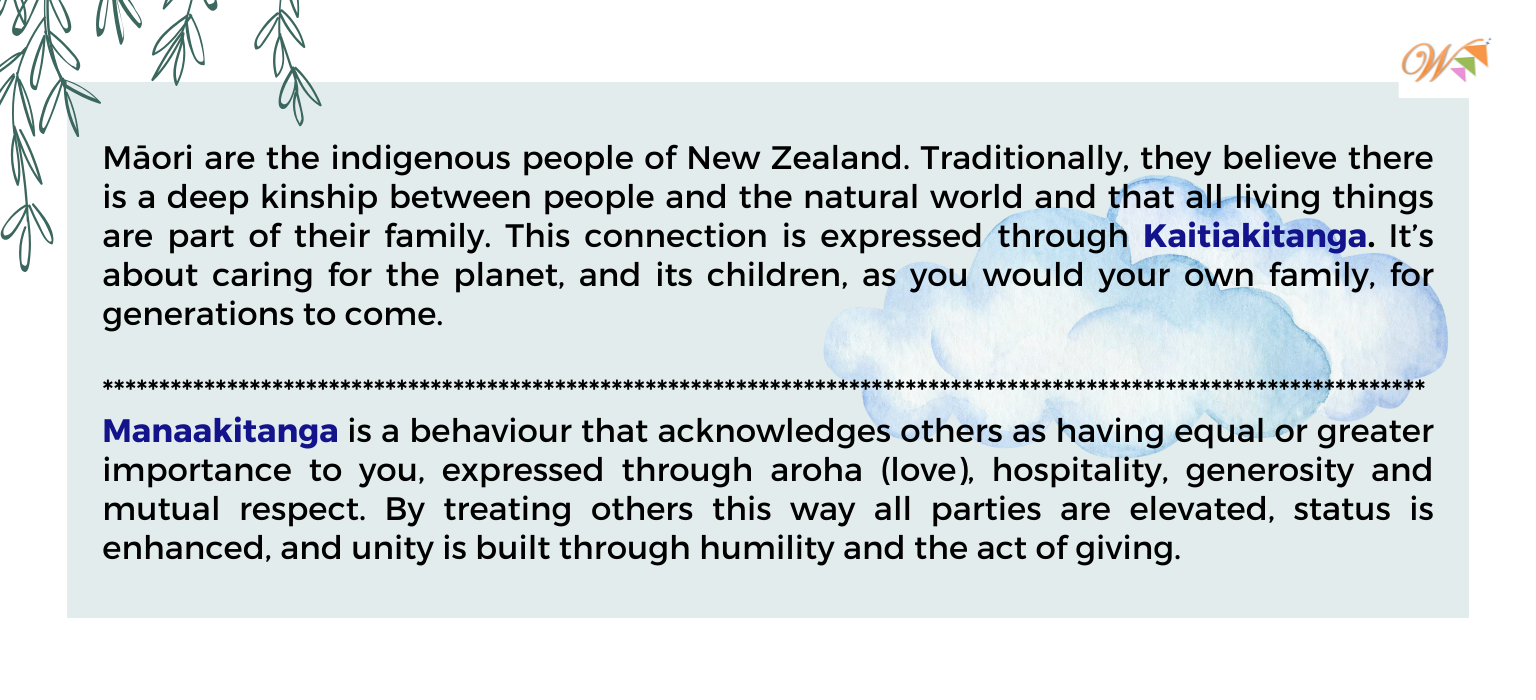 W
Māori are the indigenous people of New Zealand. Traditionally, they believe there
is a deep kinship between people and the natural world and that all living things
are part of their family. This connection is expressed through Kaitiakitanga. It’s
about caring for the planet, and its children, as you would your own family, for
generations to come.
**********************************************************************************************************************
Manaakitanga is a behaviour that acknowledges others as having equal or greater
importance to you, expressed through aroha (love), hospitality, generosity and
mutual respect. By treating others this way all parties are elevated, status is
enhanced, and unity is built through humility and the act of giving.